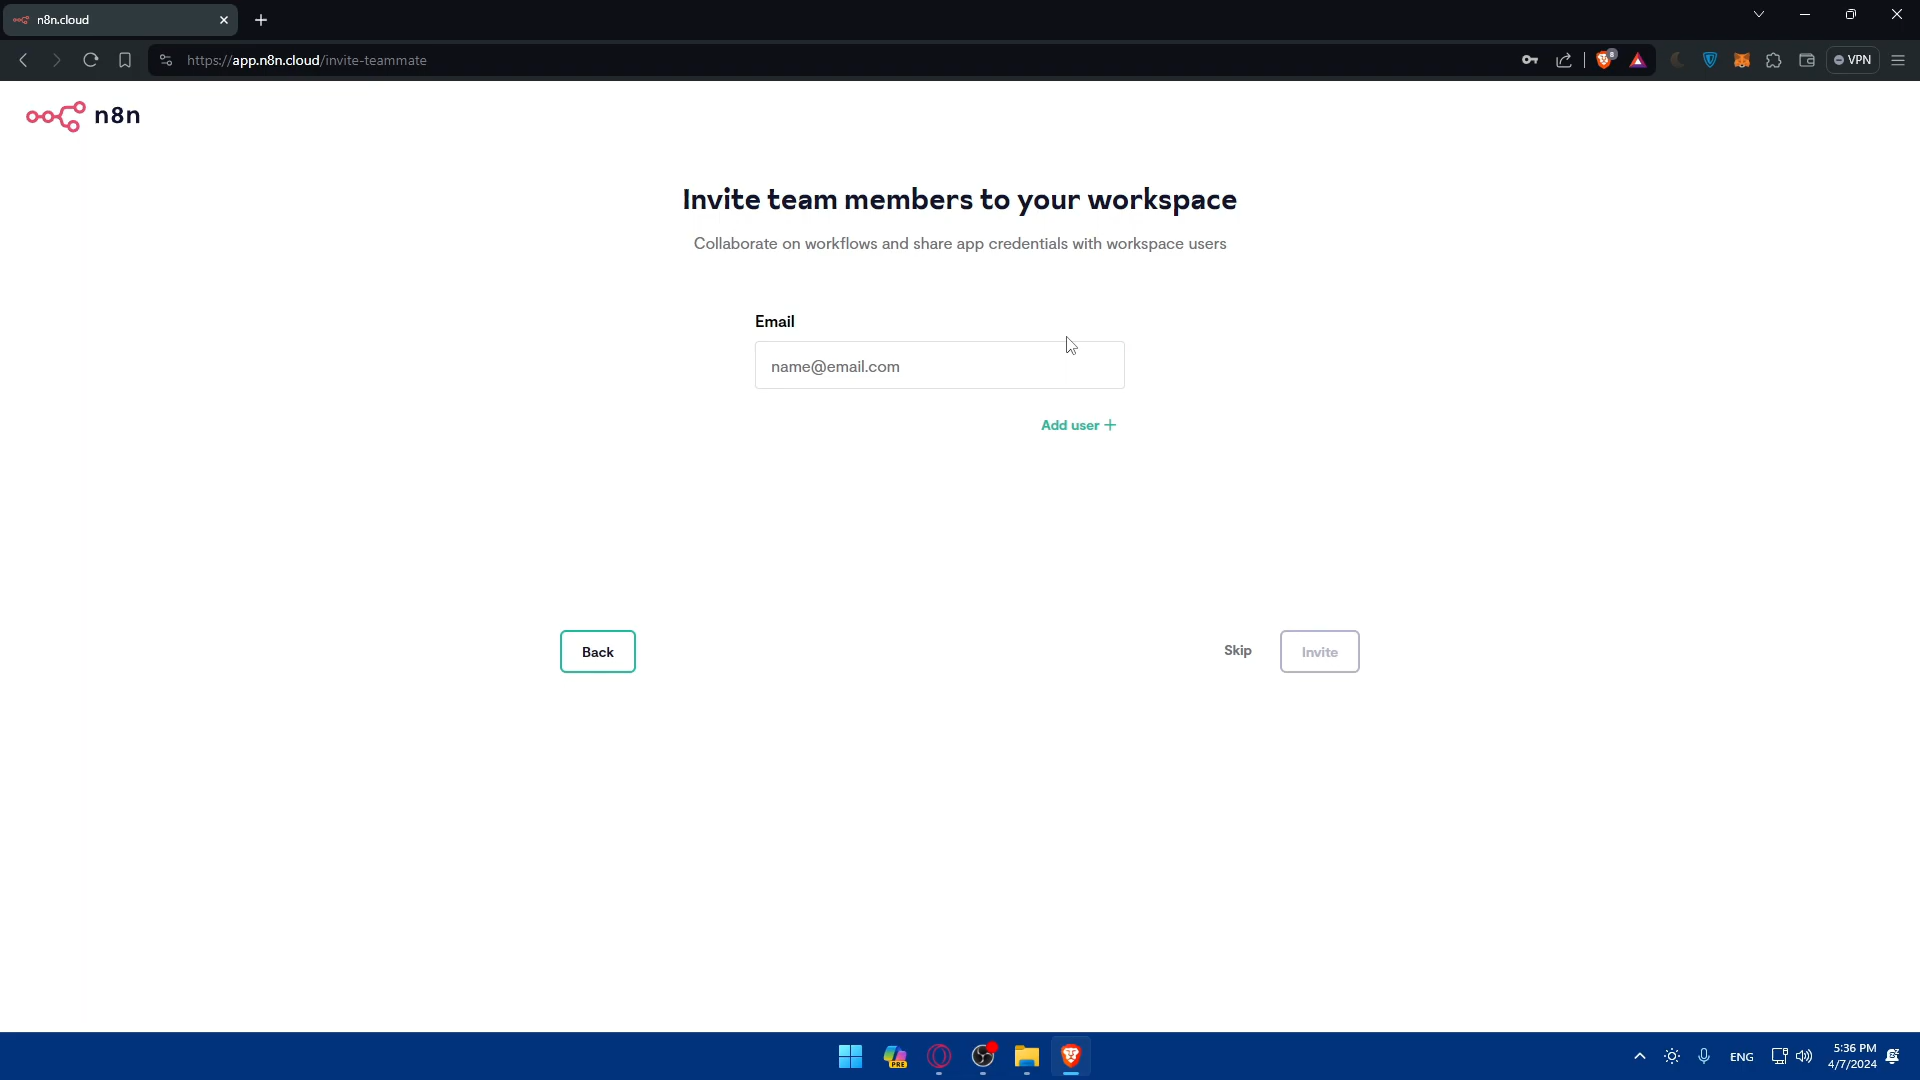 n8n.cloud
https://app.n8n.cloud/invite-teammate
8
VPN
n8n
Invite team members to your workspace
Collaborate on workflows and share app credentials with workspace users
Email
name@email.com
Add user +
Back
Skip
Invite
PRE
ENG
5:36 PM
4/7/2024